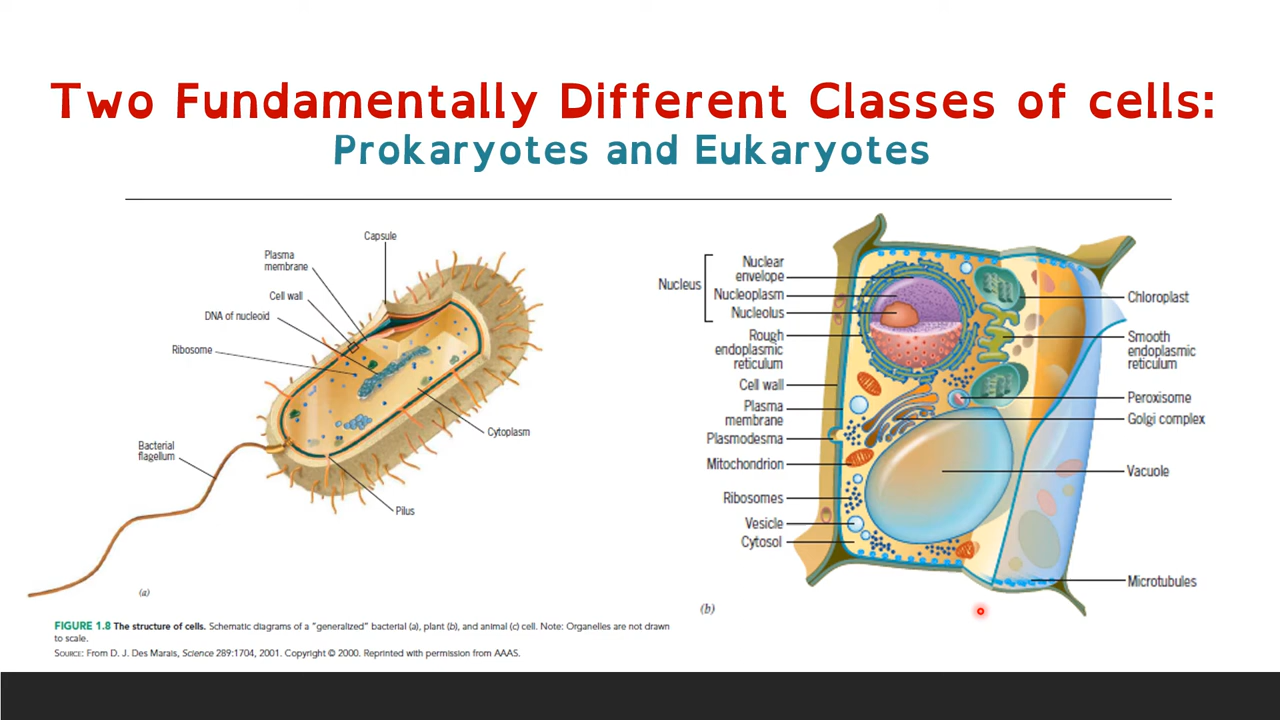 Two Fundamentally Different Classes of cells:
Prokaryotes and Eukaryotes
Capsule
Plasma
membrane
Cell wall
DNA of nucleoid
Ribosome
Bacterial
flagellum
Cytoplasm
Pilus
(a)
Nucleus
Nuclear
envelope
Nucleoplasm
Nucleolus
Rough
endoplasmic
reticulum
Cell wall
Plasma
membrane
Plasmodesma
Mitochondrion
Ribosomes
Vesicle
Cytosol
Chloroplast
Smooth
endoplasmic
reticulum
Peroxisome
Golgi complex
Vacuole
Microtubules
(b)
FIGURE 1.8 The structure of cells. Schematic diagrams of a "generalized" bacterial (a), plant (b), and animal (c) cell. Note: Organelles are not drawn
to scale.
SOURCE: From D. J. Des Marais, Science 289:1704, 2001. Copyright © 2000. Reprinted with permission from AAAS.